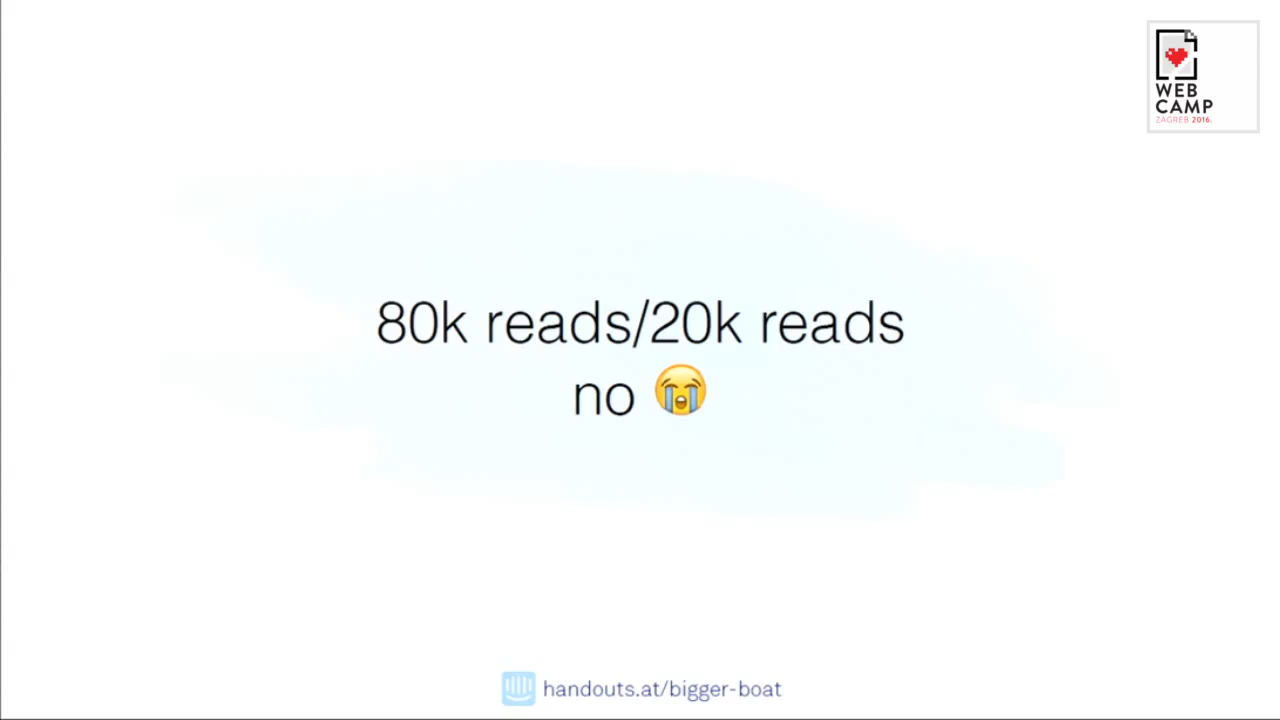 WEB
CAMP
ZAGREB 2016.
80k reads/20k reads
no 😭
handouts.at/bigger-boat